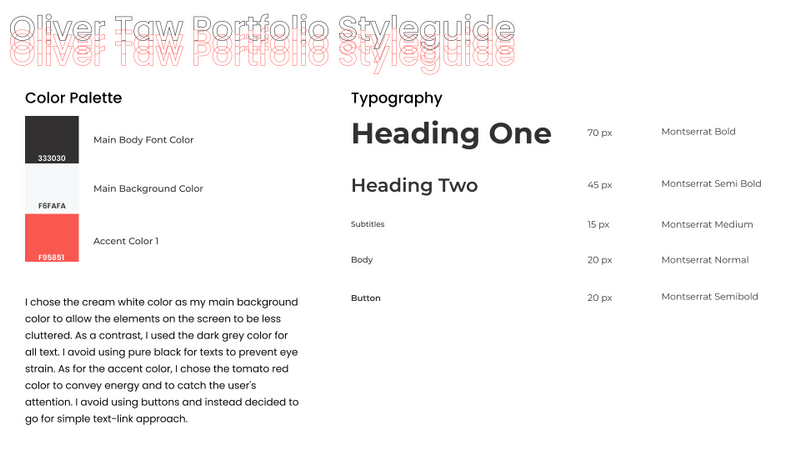 Oliver Taw Portfolio Styleguide
Oliver Taw Portfolio Styleguide
Color Palette
333030
Main Body Font Color
F6FAFA
Main Background Color
F95851
Accent Color 1
I chose the cream white color as my main background
color to allow the elements on the screen to be less
cluttered. As a contrast, I used the dark grey color for
all text. I avoid using pure black for texts to prevent eye
strain. As for the accent color, I chose the tomato red
color to convey energy and to catch the user's
attention. I avoid using buttons and instead decided to
go for simple text-link approach.
Typography
Heading One 70 px Montserrat Bold
Heading Two 45 px Montserrat Semi Bold
Subtitles 15 px Montserrat Medium
Body 20 px Montserrat Normal
Button 20 px Montserrat Semibold